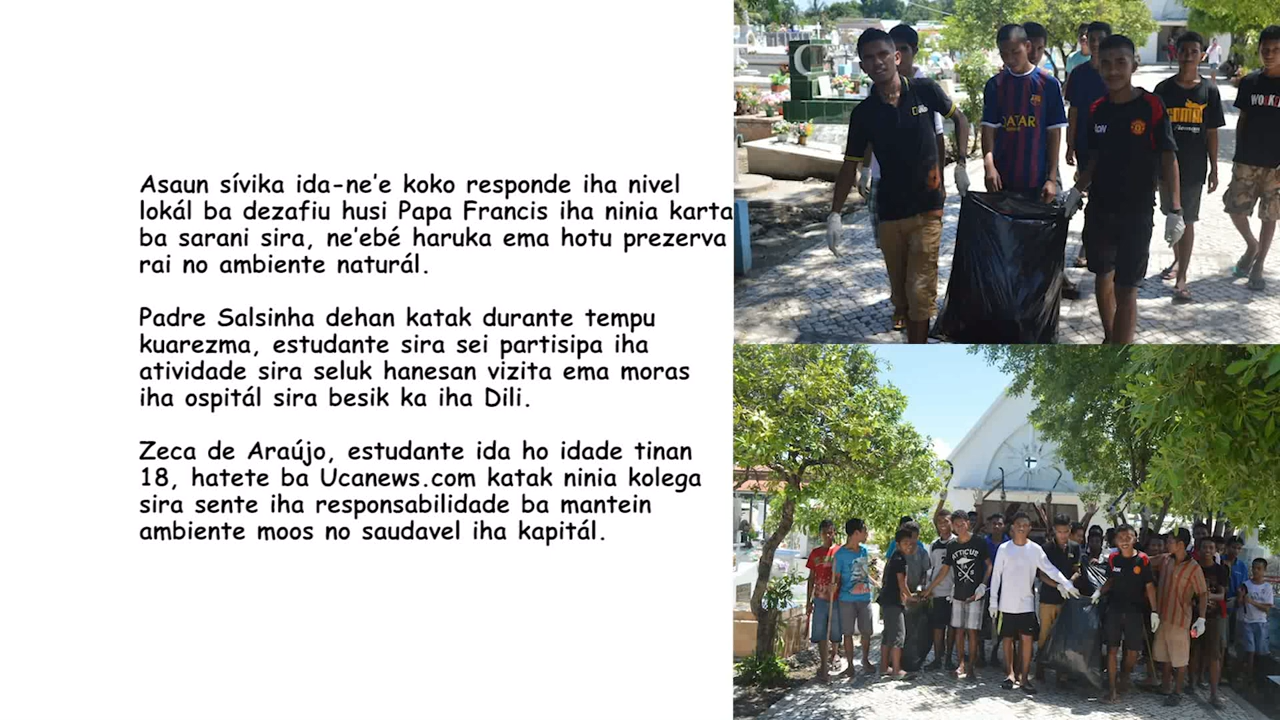 Asaun sívika ida-ne'e koko responde iha nivel
lokál ba dezafiu husi Papa Francis iha ninia karta
ba sarani sira, ne'ebé haruka ema hotu prezerva
rai no ambiente naturál.
Padre Salsinha dehan katak durante tempu
kuarezma, estudante sira sei partisipa iha
atividade sira seluk hanesan vizita ema moras
iha ospitál sira besik ka iha Dili.
Zeca de Araújo, estudante ida ho idade tinan
18, hatete ba Ucanews.com katak ninia kolega
sira sente iha responsabilidade ba mantein
ambiente moos no saudavel iha kapitál.
QATAR
AON
WORK
ATTICUS